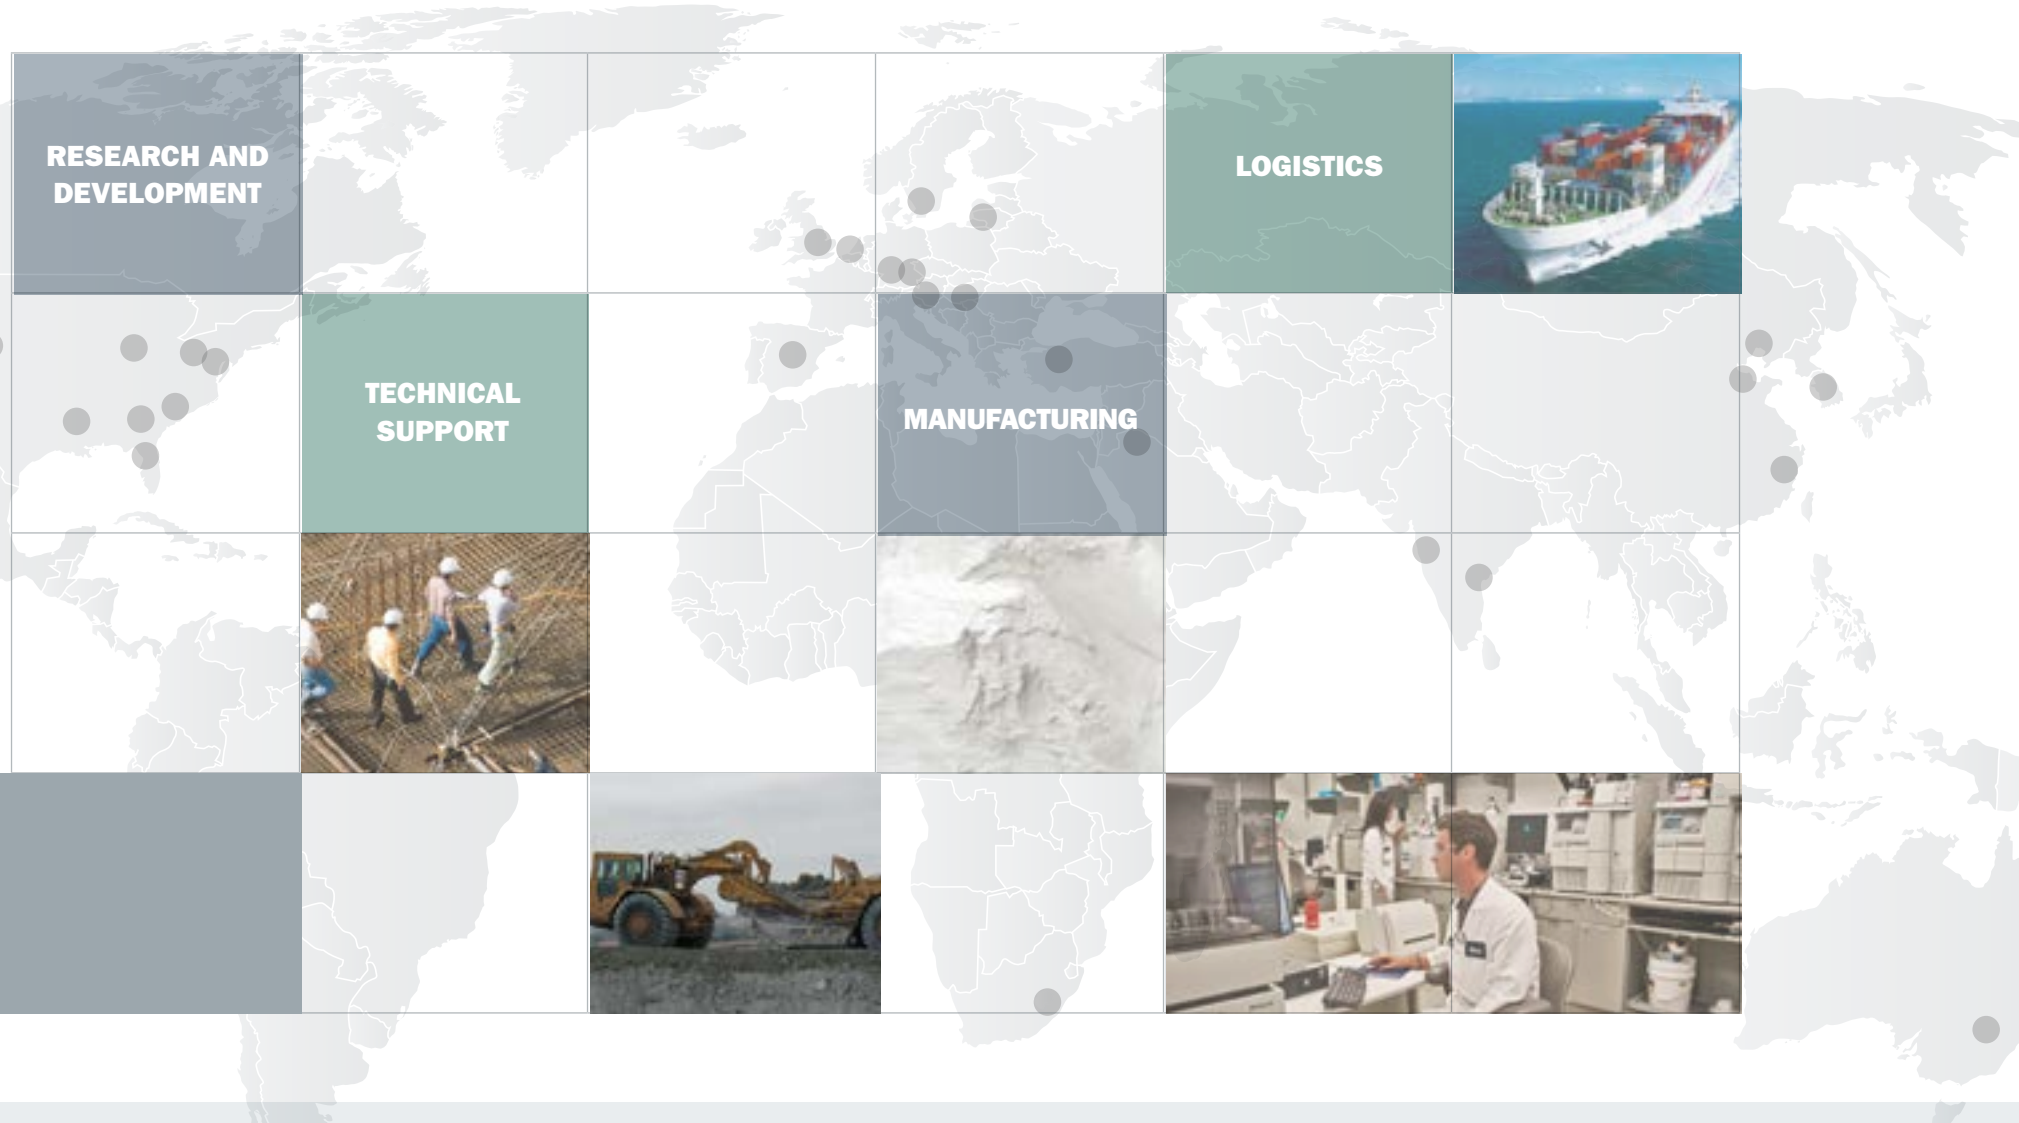 RESEARCH AND
DEVELOPMENT
LOGISTICS
TECHNICAL
SUPPORT
MANUFACTURING